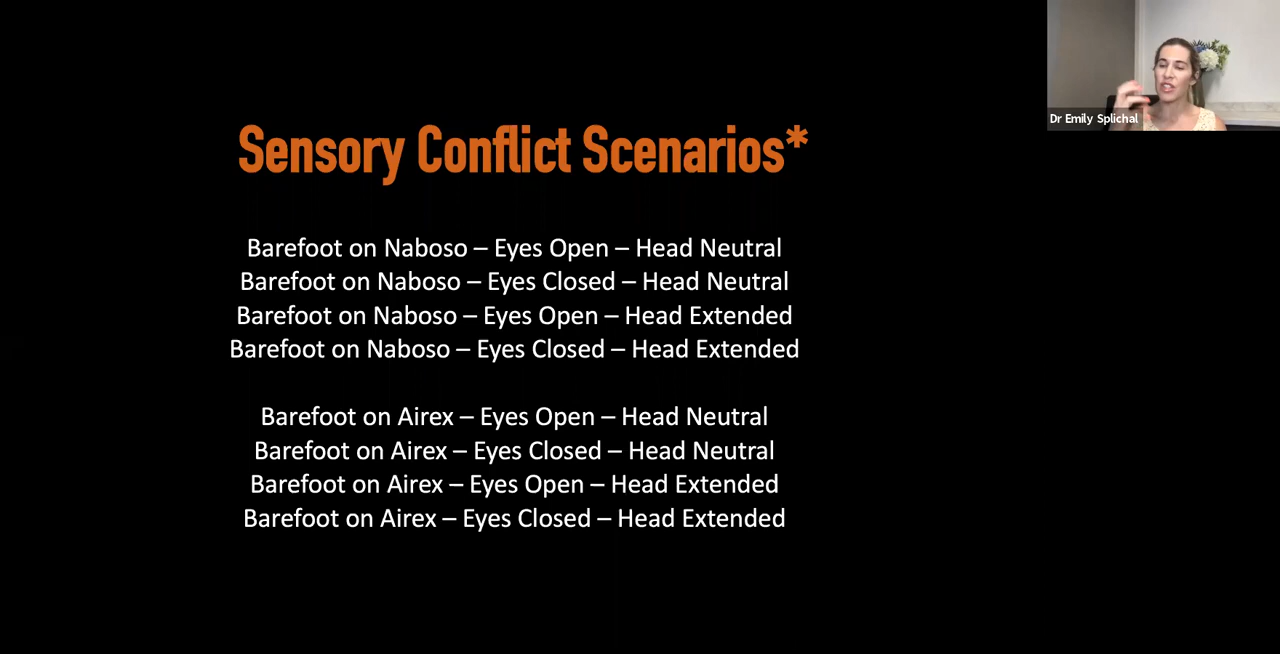 Dr Emily Splichal
Sensory Conflict Scenarios*
Barefoot on Naboso – Eyes Open – Head Neutral
Barefoot on Naboso – Eyes Closed – Head Neutral
Barefoot on Naboso – Eyes Open – Head Extended
Barefoot on Naboso – Eyes Closed – Head Extended
Barefoot on Airex – Eyes Open – Head Neutral
Barefoot on Airex – Eyes Closed – Head Neutral
Barefoot on Airex – Eyes Open – Head Extended
Barefoot on Airex – Eyes Closed – Head Extended